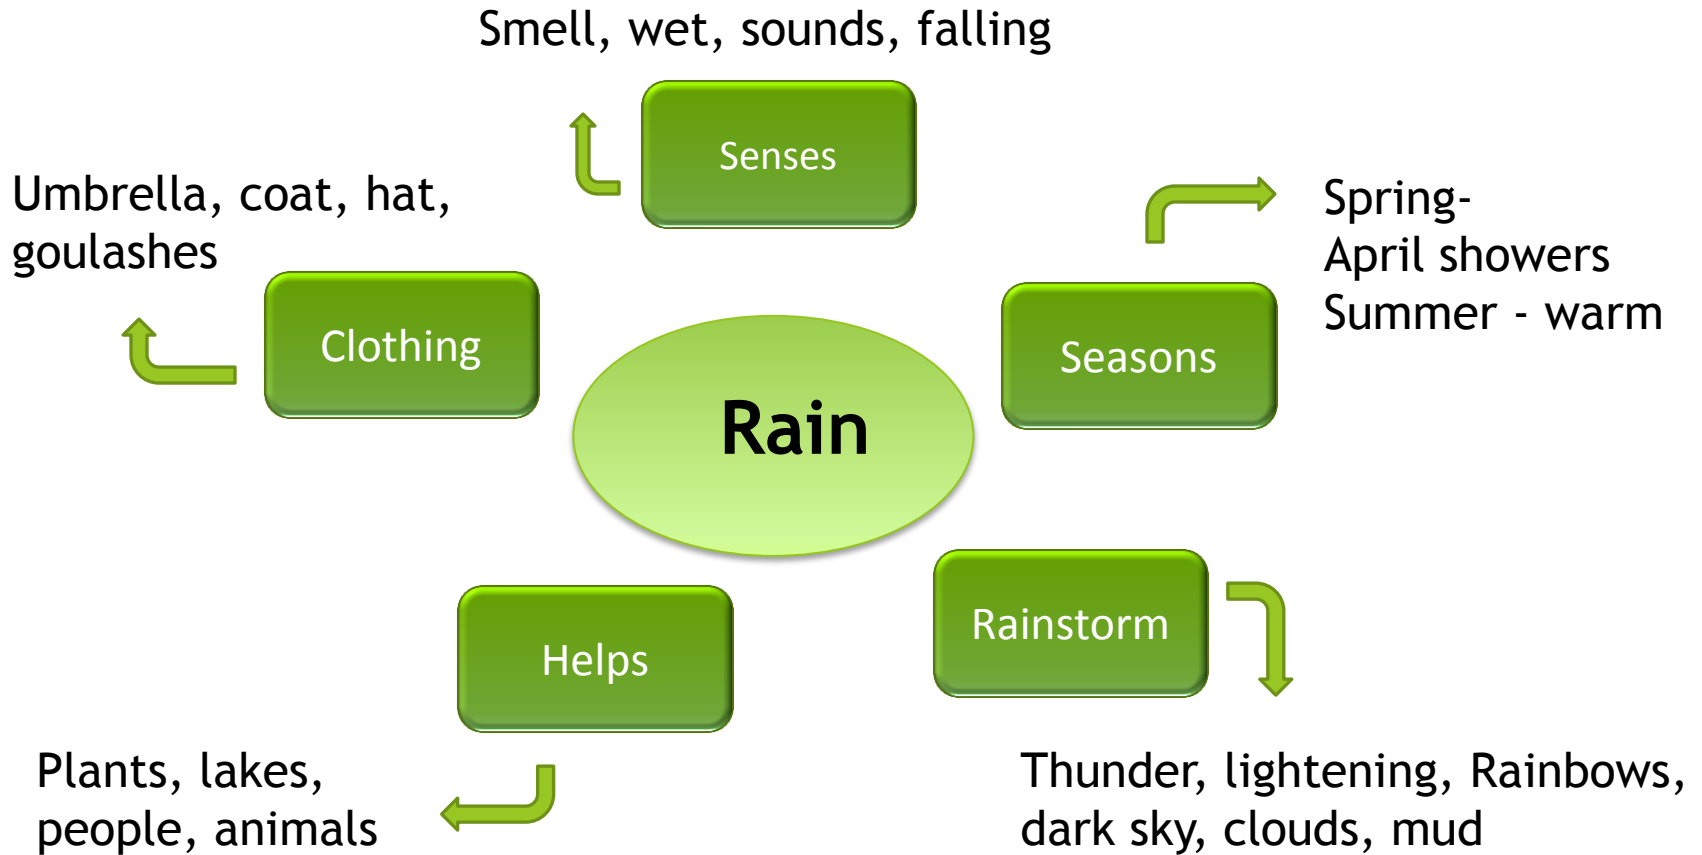 Smell, wet, sounds, falling
Senses
Umbrella, coat, hat,
goulashes
Clothing
Spring-
April showers
Summer - warm
Seasons
Rain
Helps
Plants, lakes,
people, animals
Rainstorm
Thunder, lightening, Rainbows,
dark sky, clouds, mud